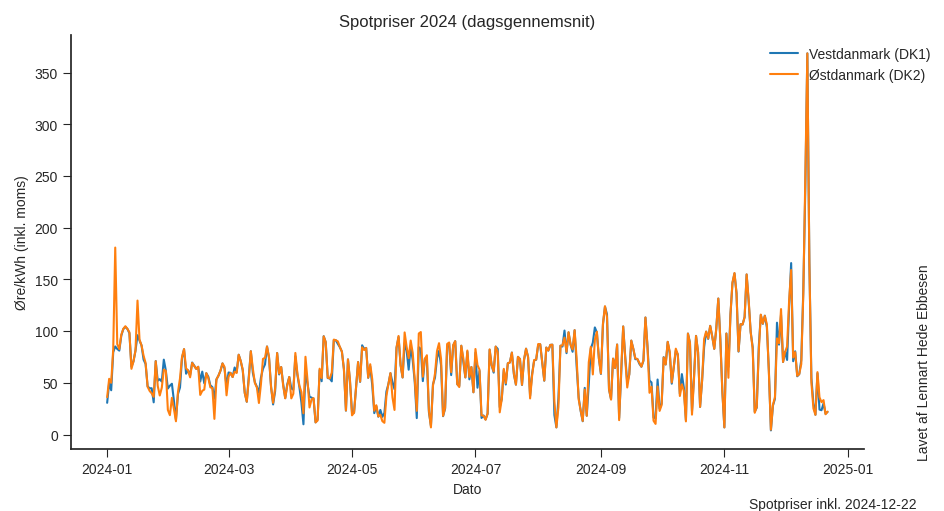 Spotpriser 2024 (dagsgennemsnit)
Vestdanmark (DK1)
Østdanmark (DK2)
Øre/kWh (inkl. moms)
350
300
250
200
150
100
50
0
2024-01
2024-03
2024-05
2024-07
2024-09
2024-11
2025-01
Dato
Lavet af Lennart Hede Ebbesen
Spotpriser inkl. 2024-12-22